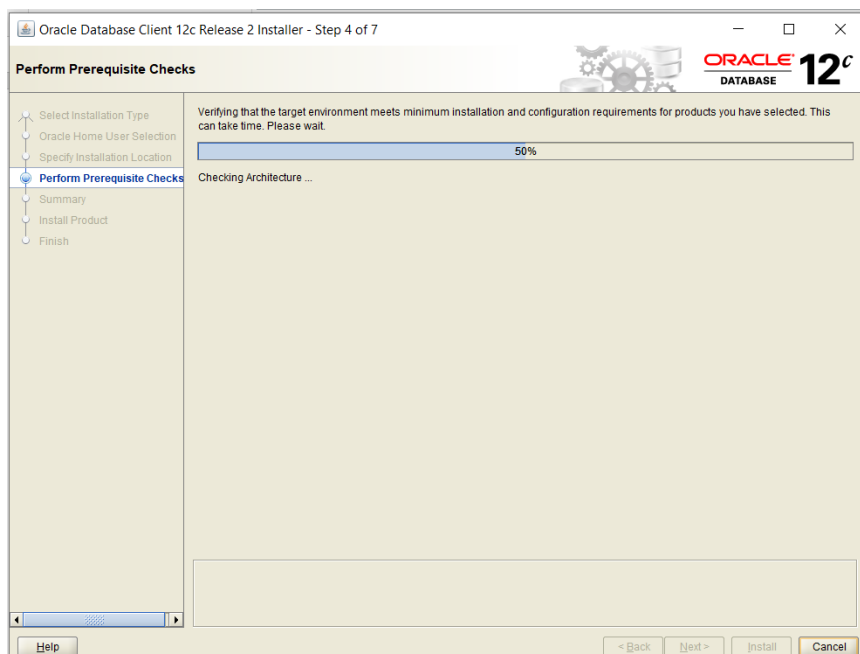 Oracle Database Client 12c Release 2 Installer - Step 4 of 7
Perform Prerequisite Checks
ORACLE
DATABASE
12c
Select Installation Type
Oracle Home User Selection
Specify Installation Location
Perform Prerequisite Checks
Summary
Install Product
Finish
Verifying that the target environment meets minimum installation and configuration requirements for products you have selected. This
can take time. Please wait.
50%
Checking Architecture ...
Help
< Back
Next >
Install
Cancel